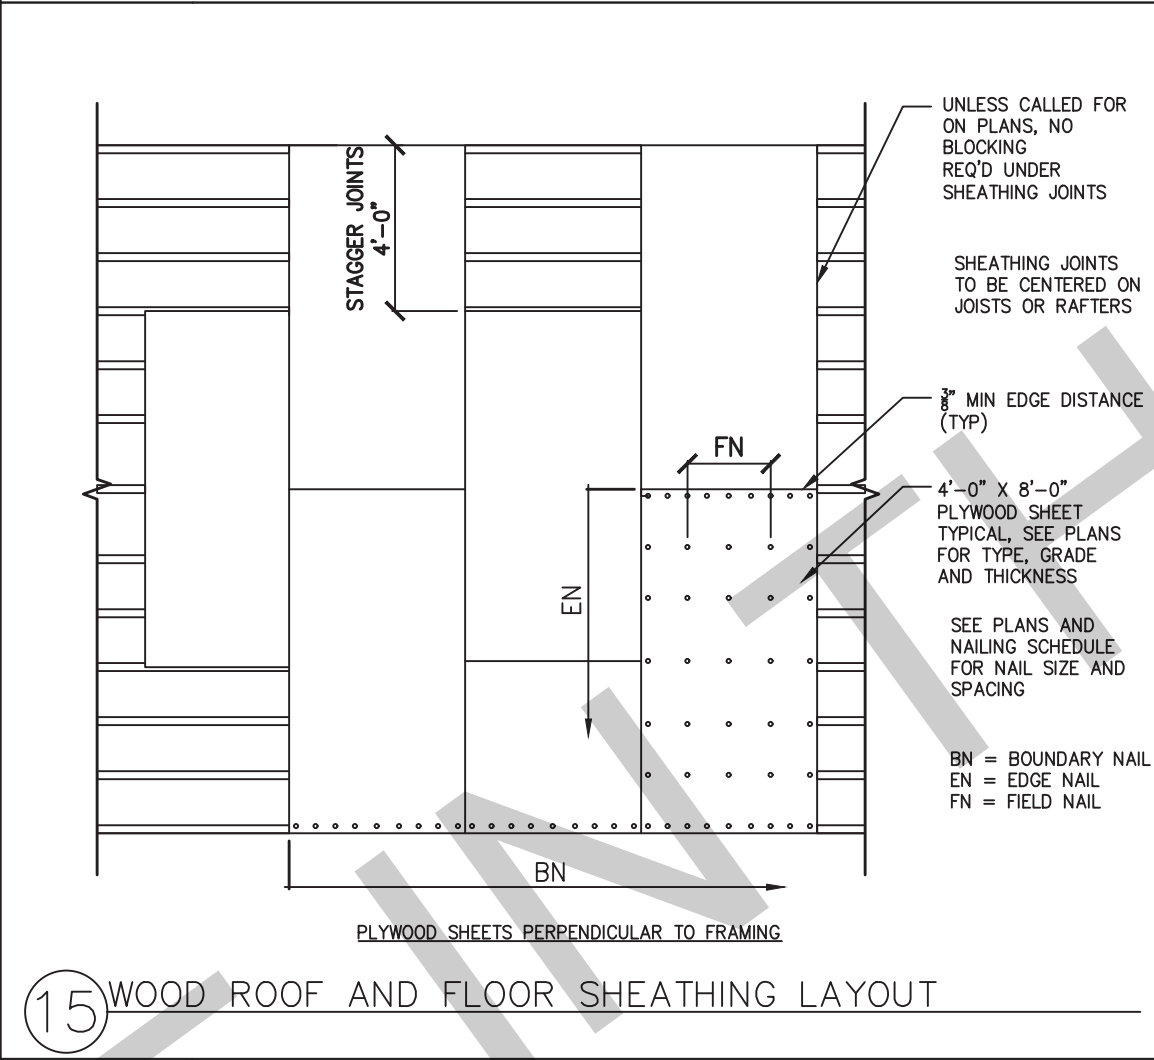 UNLESS CALLED FOR
ON PLANS, NO
BLOCKING
REQ'D UNDER
SHEATHING JOINTS
SHEATHING JOINTS
TO BE CENTERED ON
JOISTS OR RAFTERS
STAGGER JOINTS
4'-0"
3/8" MIN EDGE DISTANCE
(TYP)
FN
4'-0" X 8'-0"
PLYWOOD SHEET
TYPICAL, SEE PLANS
FOR TYPE, GRADE
AND THICKNESS
EN
SEE PLANS AND
NAILING SCHEDULE
FOR NAIL SIZE AND
SPACING
BN = BOUNDARY NAIL
EN = EDGE NAIL
FN = FIELD NAIL
BN
PLYWOOD SHEETS PERPENDICULAR TO FRAMING
15 WOOD ROOF AND FLOOR SHEATHING LAYOUT
IN TH